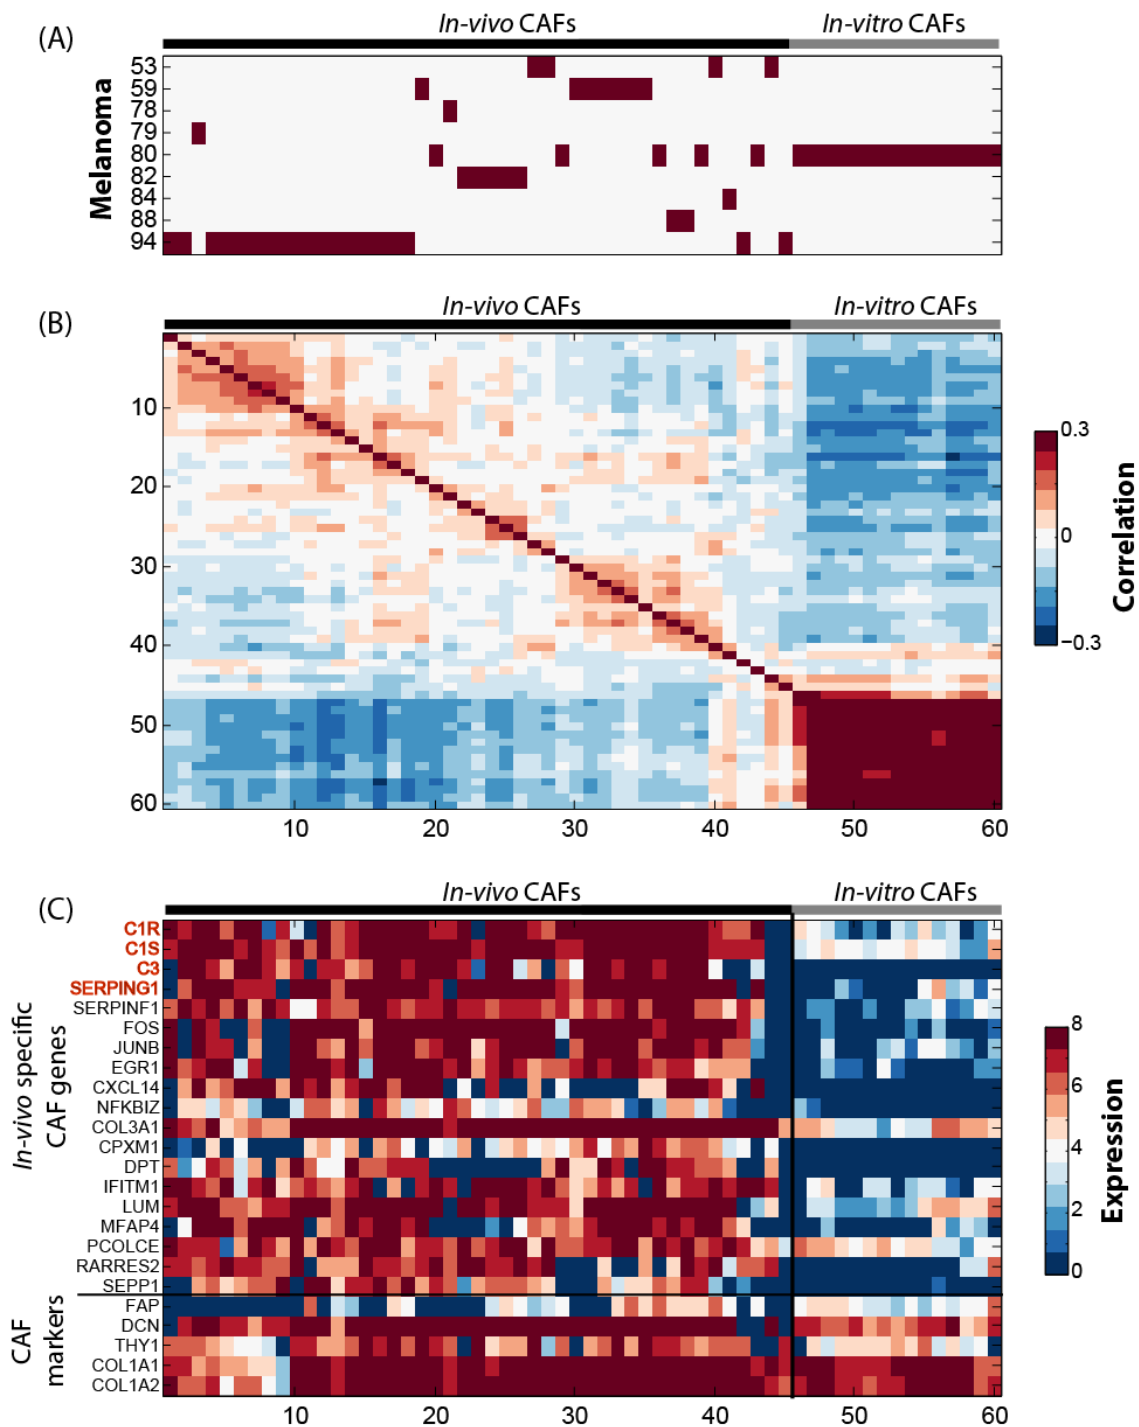 (A)
In-vivo CAFs
In-vitro CAFs
Melanoma
53
59
78
79
80
82
84
88
94
(B)
In-vivo CAFs
In-vitro CAFs
10
20
30
40
50
60
10
20
30
40
50
60
0.3
0
−0.3
Correlation
(C)
In-vivo CAFs
In-vitro CAFs
In-vivo specific
CAF genes
C1R
C1S
C3
SERPING1
SERPINF1
FOS
JUNB
EGR1
CXCL14
NFKBIZ
COL3A1
CPXM1
DPT
IFITM1
LUM
MFAP4
PCOLCE
RARRES2
SEPP1
CAF
markers
FAP
DCN
THY1
COL1A1
COL1A2
10
20
30
40
50
60
8
6
4
2
0
Expression